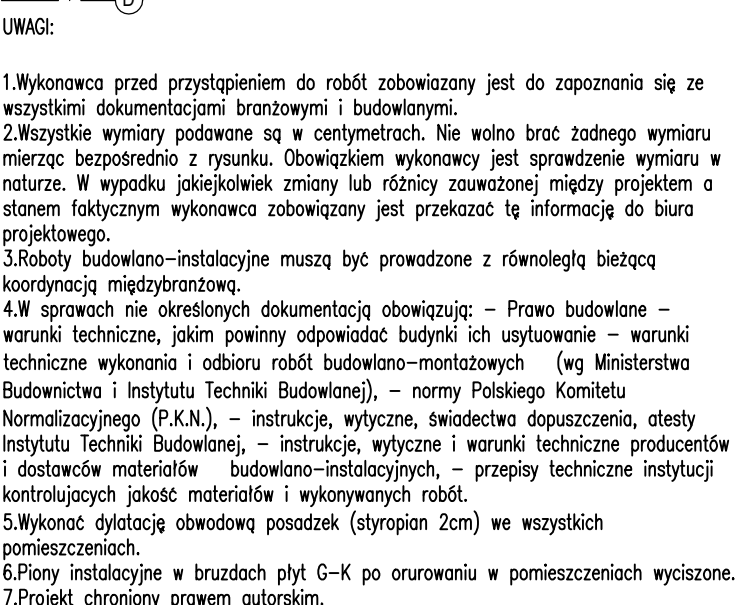 UWAGI:
1.Wykonawca przed przystąpieniem do robót zobowiazany jest do zapoznania się ze
wszystkimi dokumentacjami branżowymi i budowlanymi.
2.Wszystkie wymiary podawane są w centymetrach. Nie wolno brać żadnego wymiaru
mierząc bezpośrednio z rysunku. Obowiązkiem wykonawcy jest sprawdzenie wymiaru w
naturze. W wypadku jakiejkolwiek zmiany lub różnicy zauważonej między projektem a
stanem faktycznym wykonawca zobowiązany jest przekazać tę informację do biura
projektowego.
3.Roboty budowlano–instalacyjne muszą być prowadzone z równoległą bieżącą
koordynacją międzybranżową.
4.W sprawach nie określonych dokumentacją obowiązują: – Prawo budowlane –
warunki techniczne, jakim powinny odpowiadać budynki ich usytuowanie – warunki
techniczne wykonania i odbioru robót budowlano–montażowych (wg Ministerstwa
Budownictwa i Instytutu Techniki Budowlanej), – normy Polskiego Komitetu
Normalizacyjnego (P.K.N.), – instrukcje, wytyczne, świadectwa dopuszczenia, atesty
Instytutu Techniki Budowlanej, – instrukcje, wytyczne i warunki techniczne producentów
i dostawców materiałów budowlano–instalacyjnych, – przepisy techniczne instytucji
kontrolujacych jakość materiałów i wykonywanych robót.
5.Wykonać dylatację obwodową posadzek (styropian 2cm) we wszystkich
pomieszczeniach.
6.Piony instalacyjne w bruzdach płyt G–K po orurowaniu w pomieszczeniach wyciszone.
7.Projekt chroniony prawem autorskim.